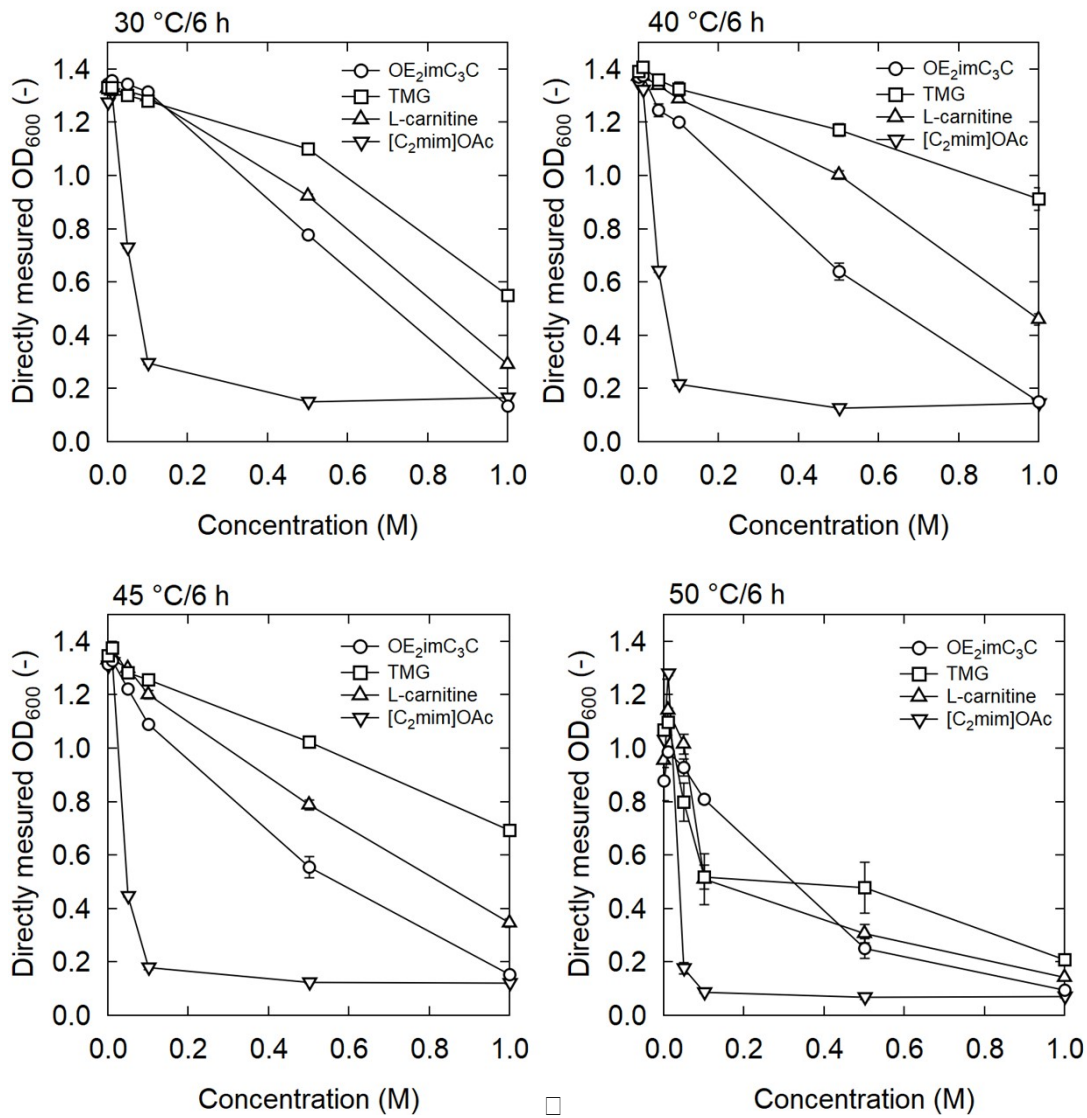 30 °C/6 h
Directly mesured OD₆₀₀ (-)
1.4
1.2
1.0
0.8
0.6
0.4
0.2
0.0
OE₂imC₃C
TMG
L-carnitine
[C₂mim]OAc
0.0 0.2 0.4 0.6 0.8 1.0
Concentration (M)
40 °C/6 h
Directly mesured OD₆₀₀ (-)
1.4
1.2
1.0
0.8
0.6
0.4
0.2
0.0
OE₂imC₃C
TMG
L-carnitine
[C₂mim]OAc
0.0 0.2 0.4 0.6 0.8 1.0
Concentration (M)
45 °C/6 h
Directly mesured OD₆₀₀ (-)
1.4
1.2
1.0
0.8
0.6
0.4
0.2
0.0
OE₂imC₃C
TMG
L-carnitine
[C₂mim]OAc
0.0 0.2 0.4 0.6 0.8 1.0
Concentration (M)
50 °C/6 h
Directly mesured OD₆₀₀ (-)
1.4
1.2
1.0
0.8
0.6
0.4
0.2
0.0
OE₂imC₃C
TMG
L-carnitine
[C₂mim]OAc
0.0 0.2 0.4 0.6 0.8 1.0
Concentration (M)